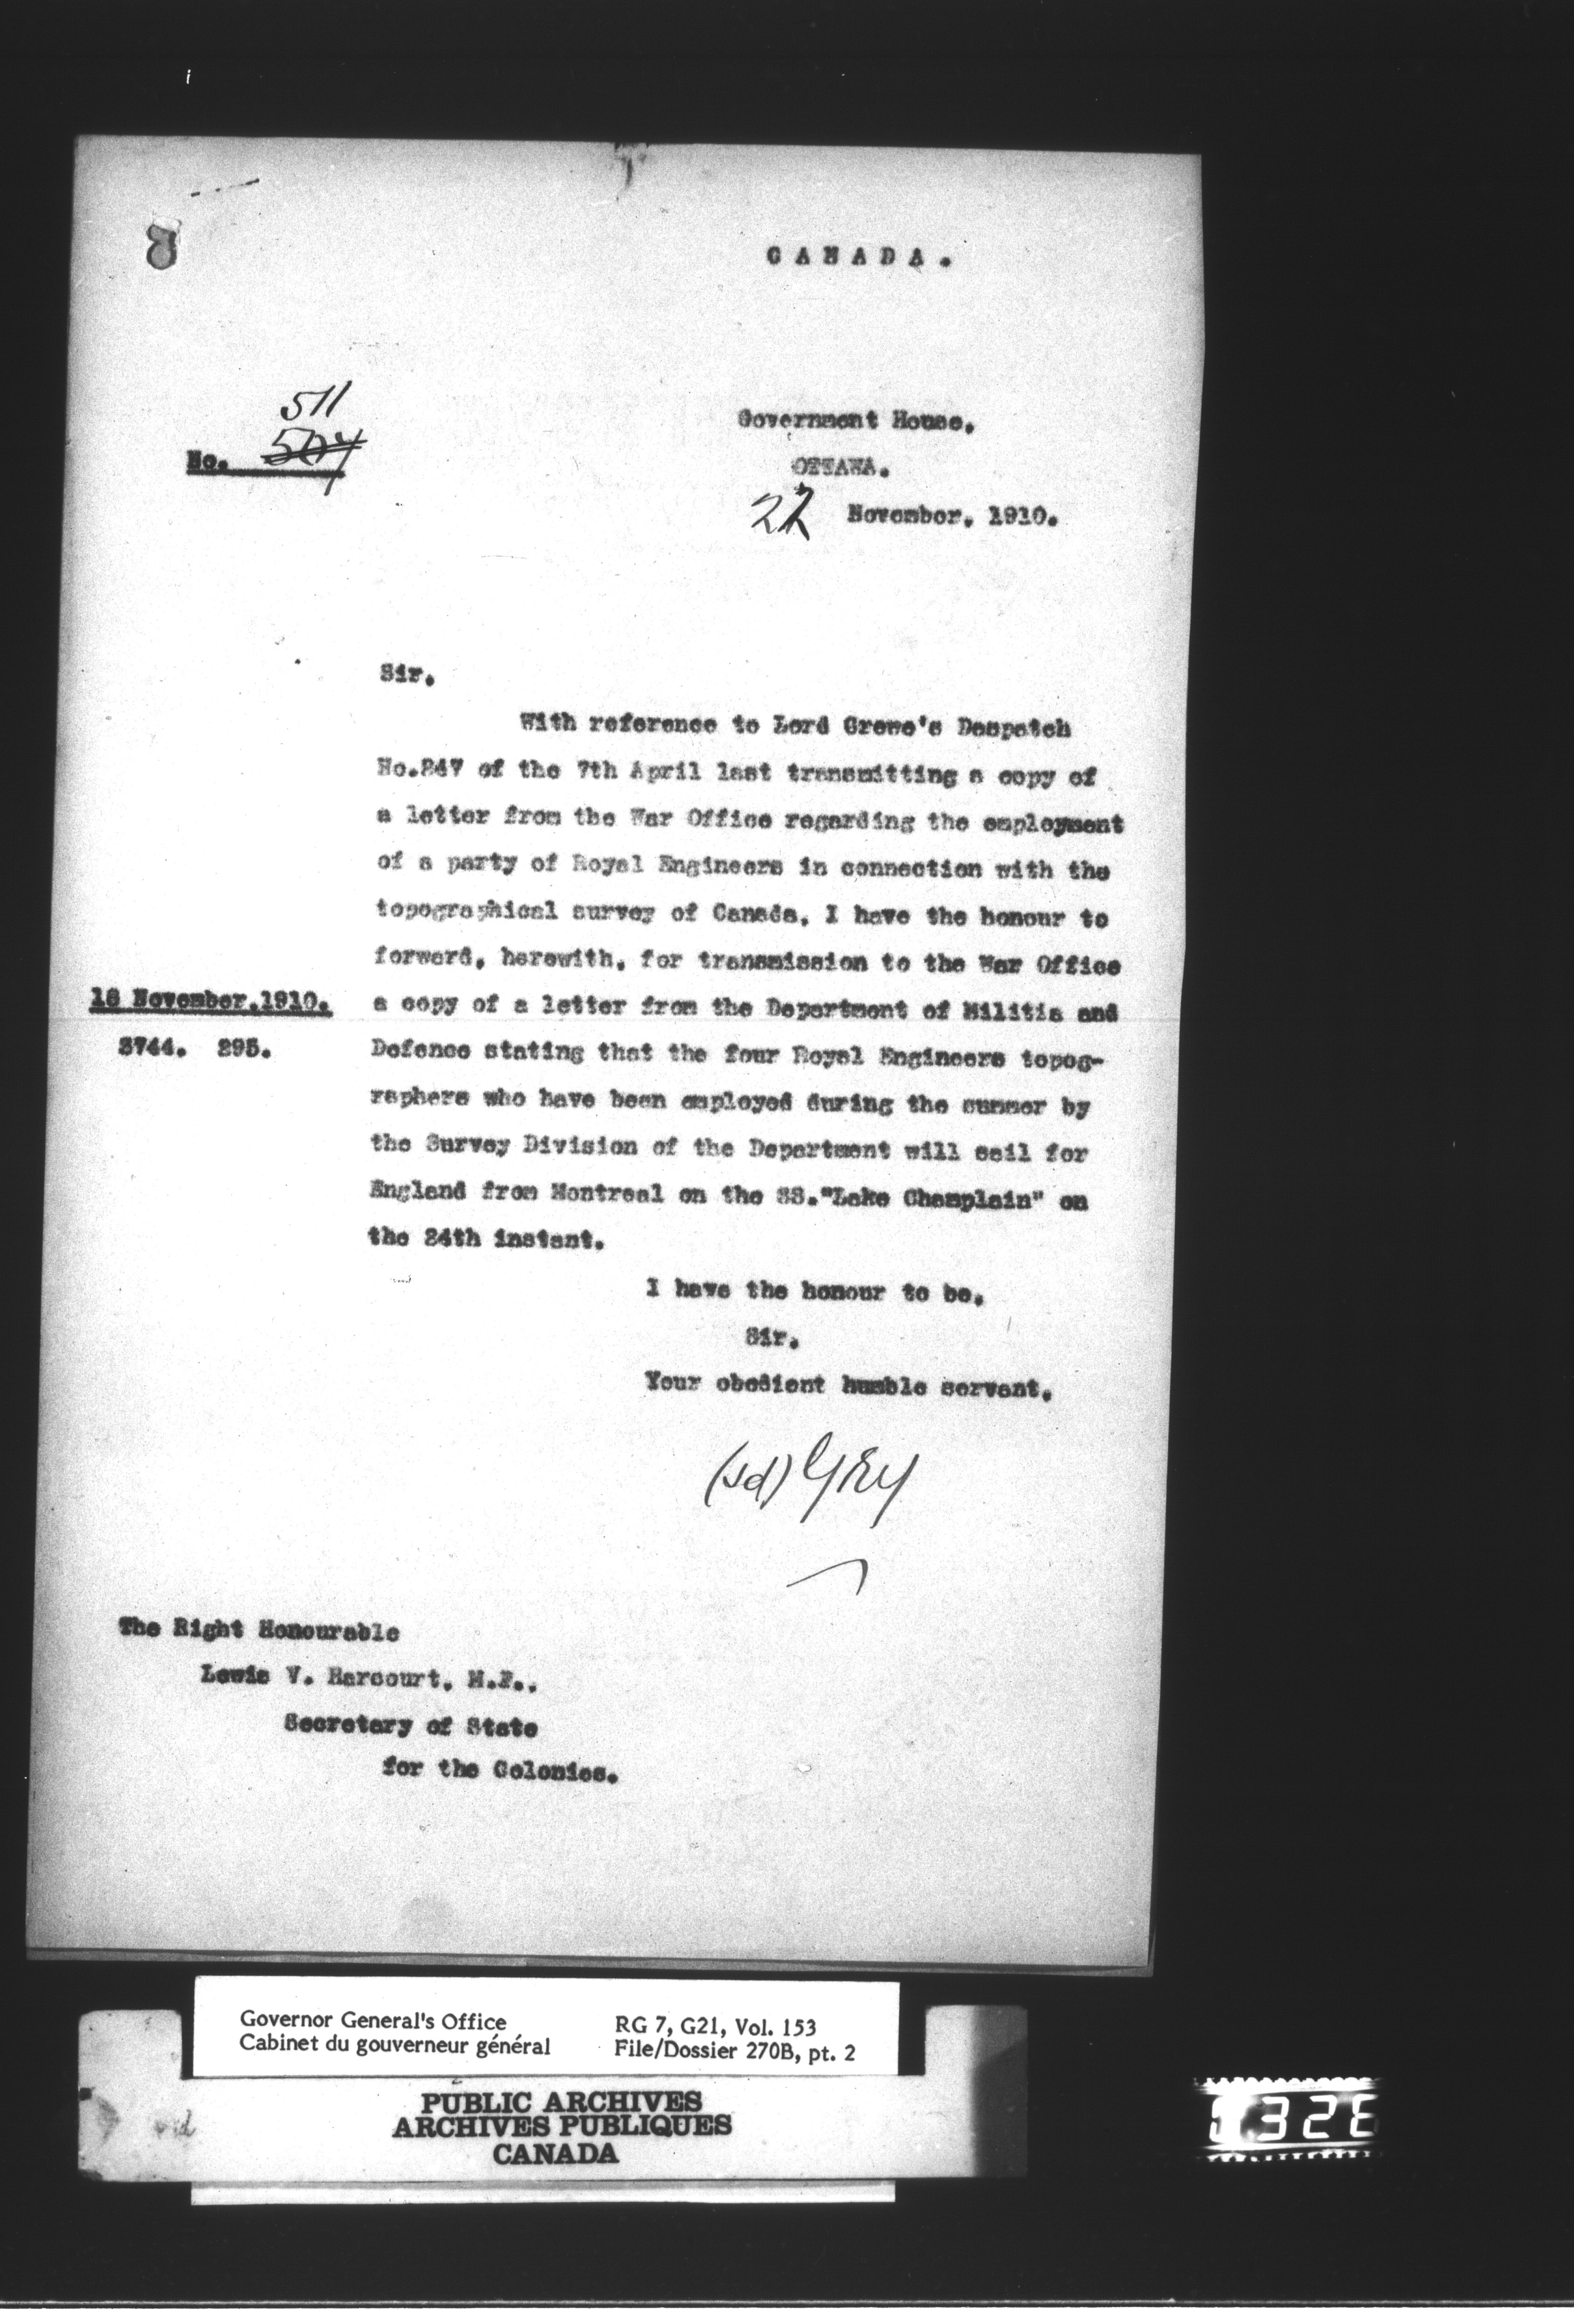 CANADA.
511
No. 507
Government House,
OTTAWA.
22 November, 1910.
Sir,
With reference to Lord Crewe's Despatch
No.247 of the 7th April last transmitting a copy of
a letter from the War Office regarding the employment
of a party of Royal Engineers in connection with the
topographical survey of Canada, I have the honour to
forward, herewith, for transmission to the War Office
18 November,1910.
a copy of a letter from the Department of Militia and
3744. 295.
Defence stating that the four Royal Engineers topog-
raphers who have been employed during the summer by
the Survey Division of the Department will sail for
England from Montreal on the SS."Lake Champlain" on
the 24th instant.
I have the honour to be,
Sir,
Your obedient humble servant,
(sd) Grey
The Right Honourable
Lewis V. Harcourt, M.P.,
Secretary of State
for the Colonies.
Governor General's Office
Cabinet du gouverneur général
RG 7, G21, Vol. 153
File/Dossier 270B, pt. 2
PUBLIC ARCHIVES
ARCHIVES PUBLIQUES
CANADA